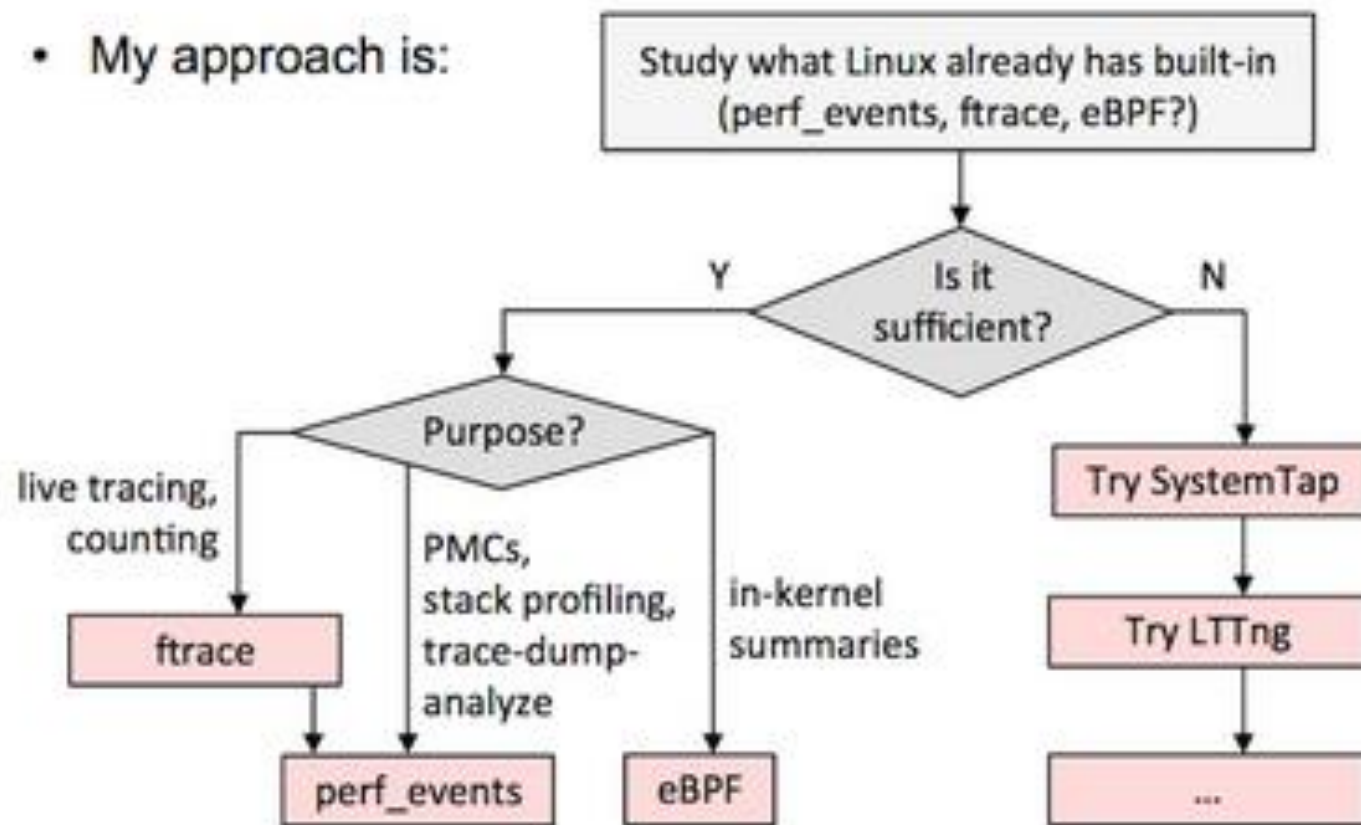 • My approach is:
Study what Linux already has built-in
(perf_events, ftrace, eBPF?)
Y
Is it
sufficient?
N
Purpose?
live tracing,
counting
PMCs,
stack profiling,
trace-dump-
analyze
in-kernel
summaries
Try SystemTap
ftrace
Try LTTng
perf_events
eBPF
...